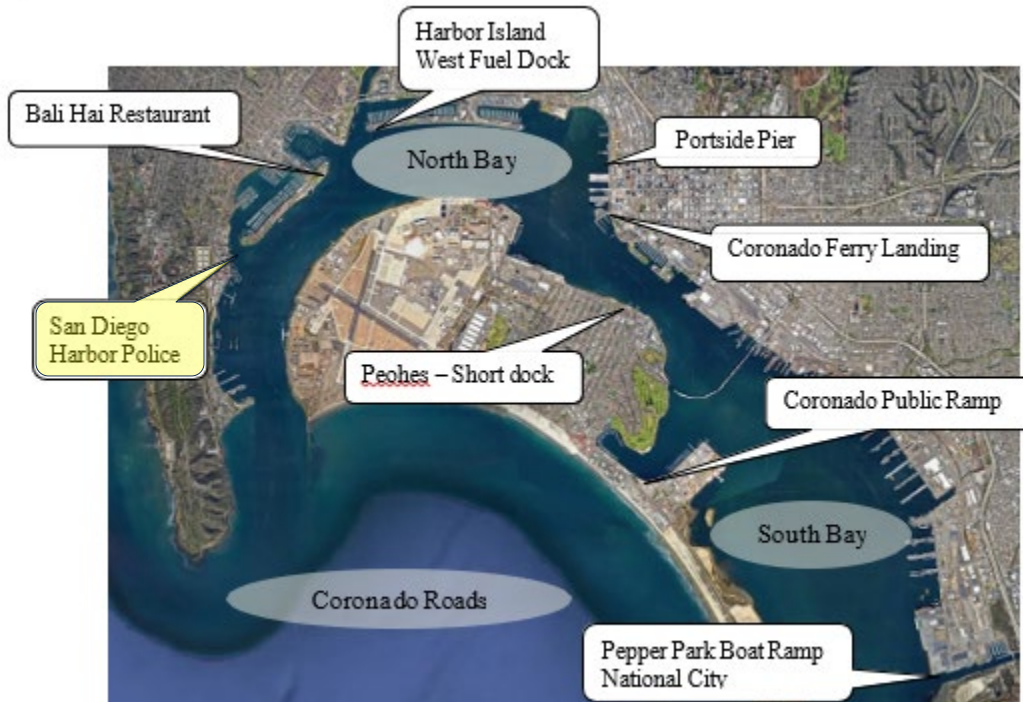 Harbor Island
West Fuel Dock
Bali Hai Restaurant
North Bay
Portside Pier
Coronado Ferry Landing
San Diego
Harbor Police
Peohes – Short dock
Coronado Public Ramp
South Bay
Coronado Roads
Pepper Park Boat Ramp
National City